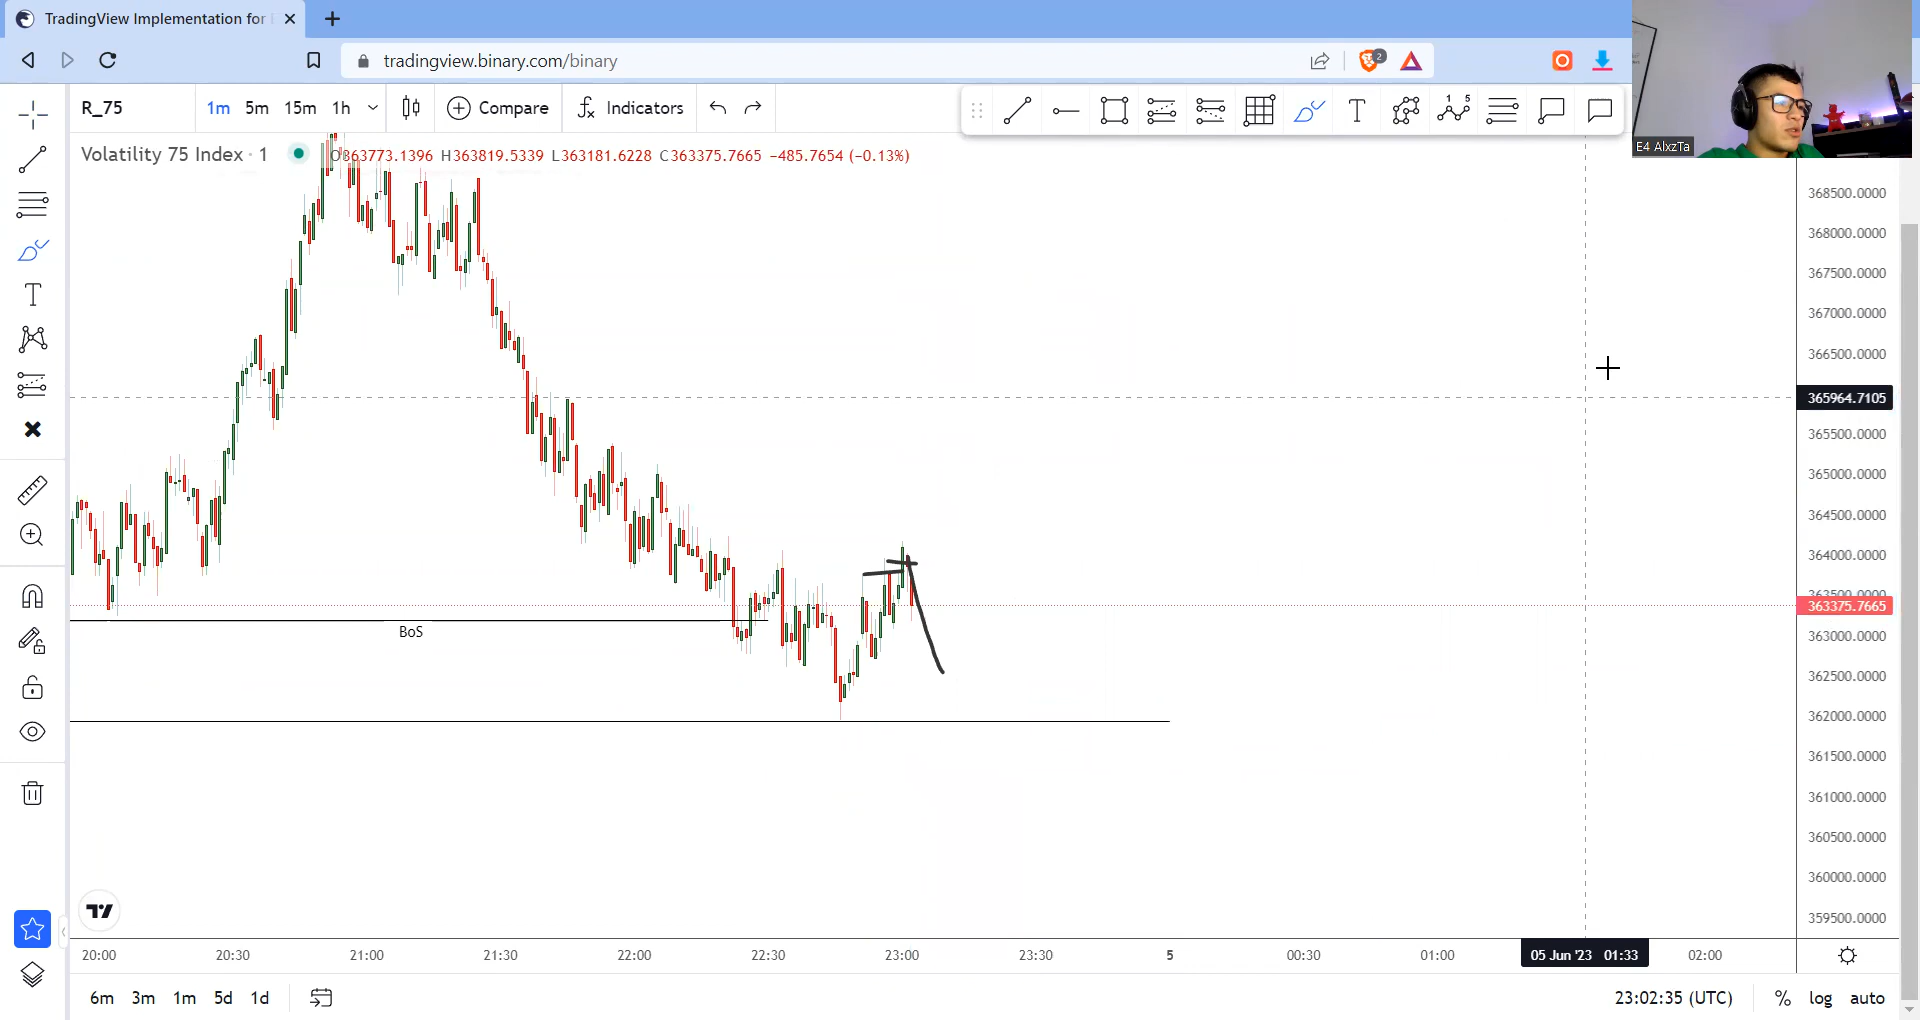 TradingView Implementation for
tradingview.binary.com/binary
2
E4 AlxzTa
R_75
1m 5m 15m 1h
Compare
Indicators
1 5
Volatility 75 Index · 1
O363773.1396 H363819.5339 L363181.6228 C363375.7665 −485.7654 (−0.13%)
368500.0000
368000.0000
367500.0000
367000.0000
366500.0000
365964.7105
365500.0000
365000.0000
364500.0000
364000.0000
363500.0000
363375.7665
BoS
363000.0000
362500.0000
362000.0000
361500.0000
361000.0000
360500.0000
360000.0000
359500.0000
20:00 20:30 21:00 21:30 22:00 22:30 23:00 23:30 5 00:30 01:00 05 Jun '23 01:33 02:00
6m 3m 1m 5d 1d
23:02:35 (UTC) % log auto